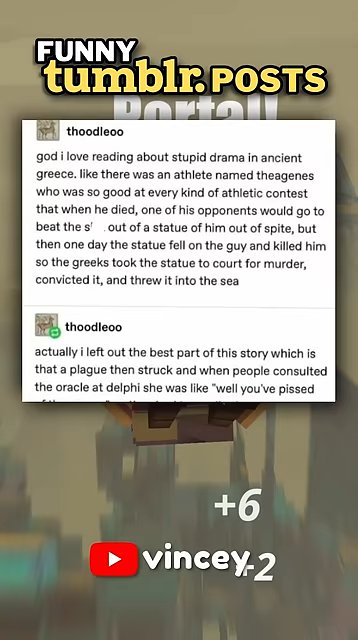 FUNNY
tumblr. POSTS
Portal!
thoodleoo
god i love reading about stupid drama in ancient
greece. like there was an athlete named theagenes
who was so good at every kind of athletic contest
that when he died, one of his opponents would go to
beat the s' out of a statue of him out of spite, but
then one day the statue fell on the guy and killed him
so the greeks took the statue to court for murder,
convicted it, and threw it into the sea
thoodleoo
actually i left out the best part of this story which is
that a plague then struck and when people consulted
the oracle at delphi she was like "well you've pissed
+6
vincey
+2